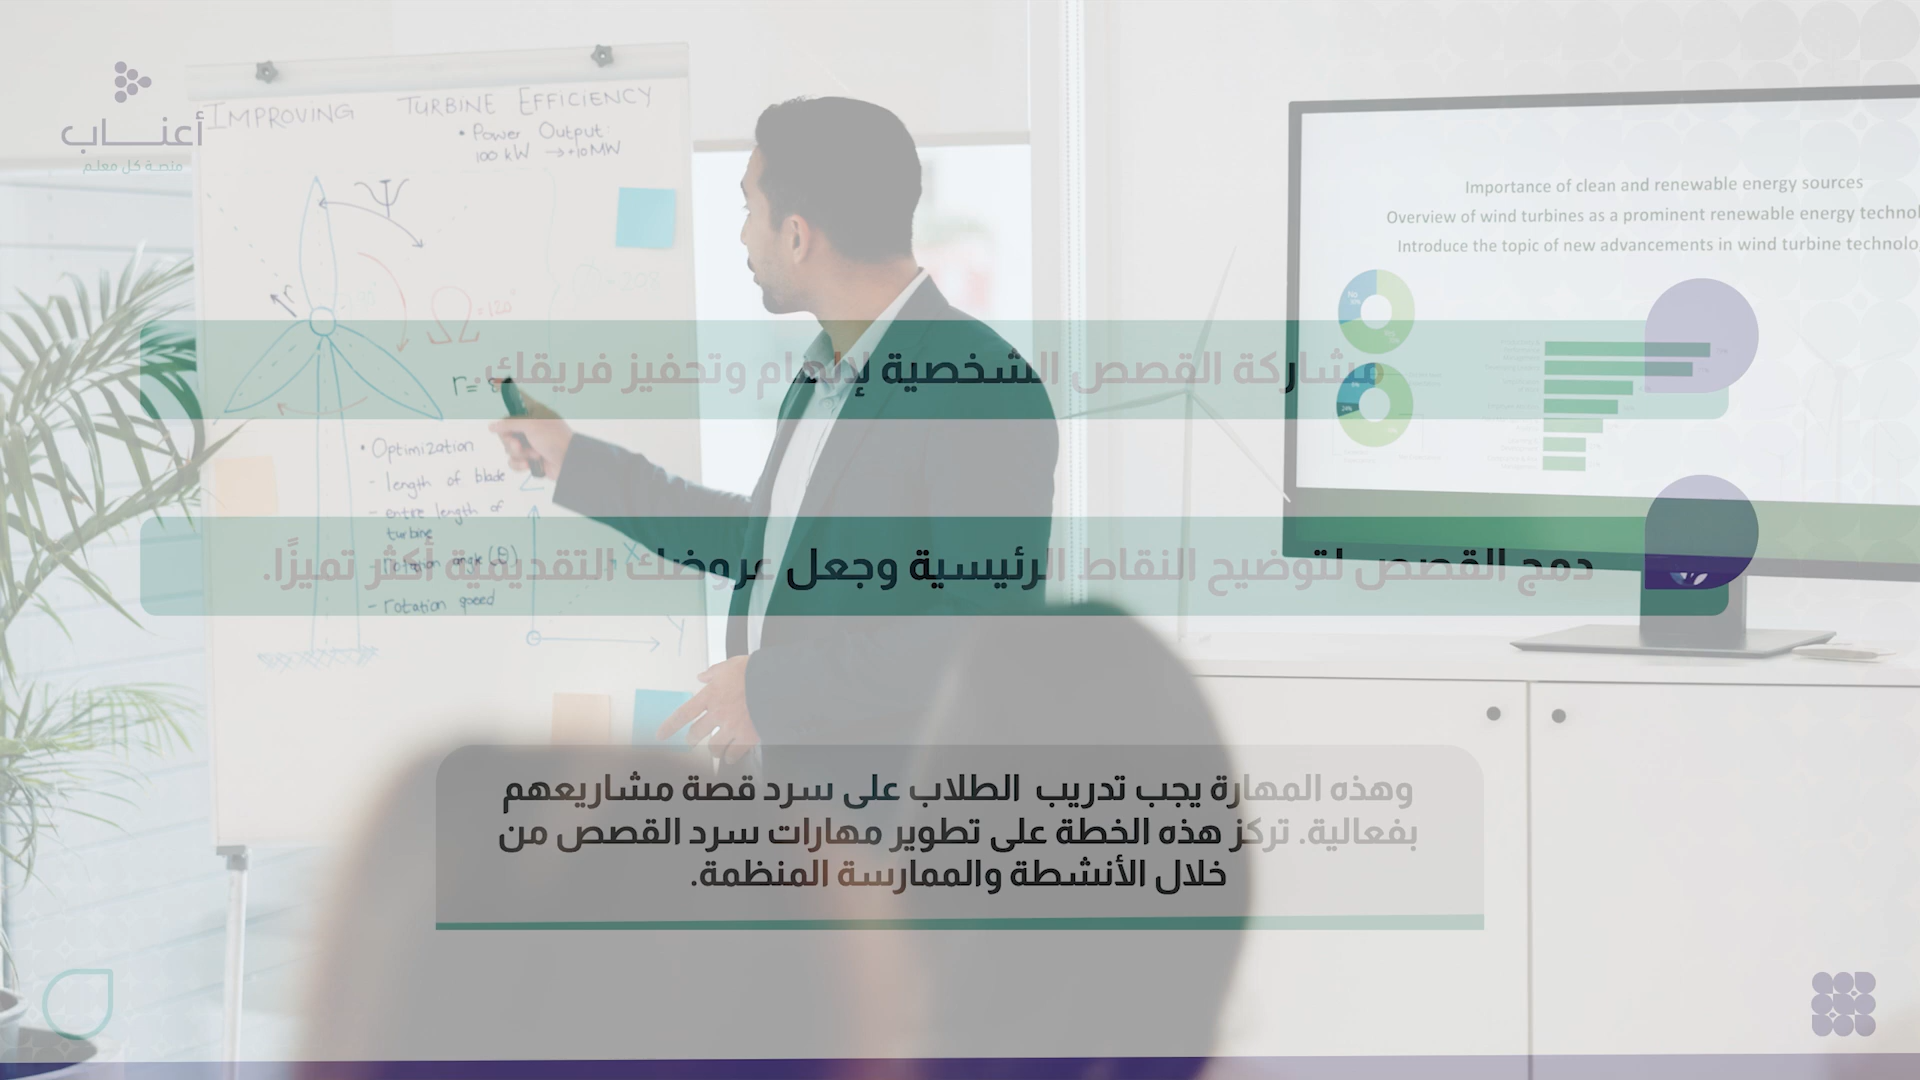 أعناب
منصة كل معلم
IMPROVING TURBINE EFFICIENCY
• Power Output:
100 kW → +10MW
Ψ
r
Ω = 120°
r=
• Optimization
- length of blade
- entire length of
turbine
- rotation angle (θ)
- rotation speed
Z
X
Y
Importance of clean and renewable energy sources
Overview of wind turbines as a prominent renewable energy technol
Introduce the topic of new advancements in wind turbine technolo
مشاركة القصص الشخصية لإلهام وتحفيز فريقك.
دمج القصص لتوضيح النقاط الرئيسية وجعل عروضك التقديمية أكثر تميزًا.
وهذه المهارة يجب تدريب الطلاب على سرد قصة مشاريعهم
بفعالية. تركز هذه الخطة على تطوير مهارات سرد القصص من
خلال الأنشطة والممارسة المنظمة.